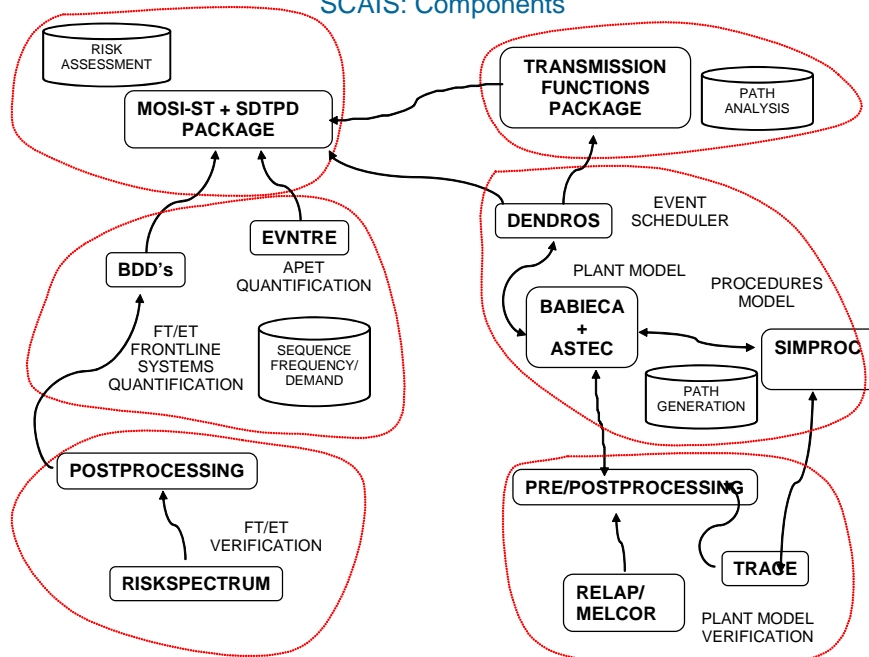 SCAIS: Components
RISK
ASSESSMENT
MOSI-ST + SDTPD
PACKAGE
TRANSMISSION
FUNCTIONS
PACKAGE
PATH
ANALYSIS
DENDROS
EVENT
SCHEDULER
EVNTRE
APET
QUANTIFICATION
BDD's
PLANT MODEL
BABIECA
+
ASTEC
PROCEDURES
MODEL
SIMPROC
FT/ET
FRONTLINE
SYSTEMS
QUANTIFICATION
SEQUENCE
FREQUENCY/
DEMAND
PATH
GENERATION
POSTPROCESSING
FT/ET
VERIFICATION
RISKSPECTRUM
PRE/POSTPROCESSING
RELAP/
MELCOR
TRACE
PLANT MODEL
VERIFICATION